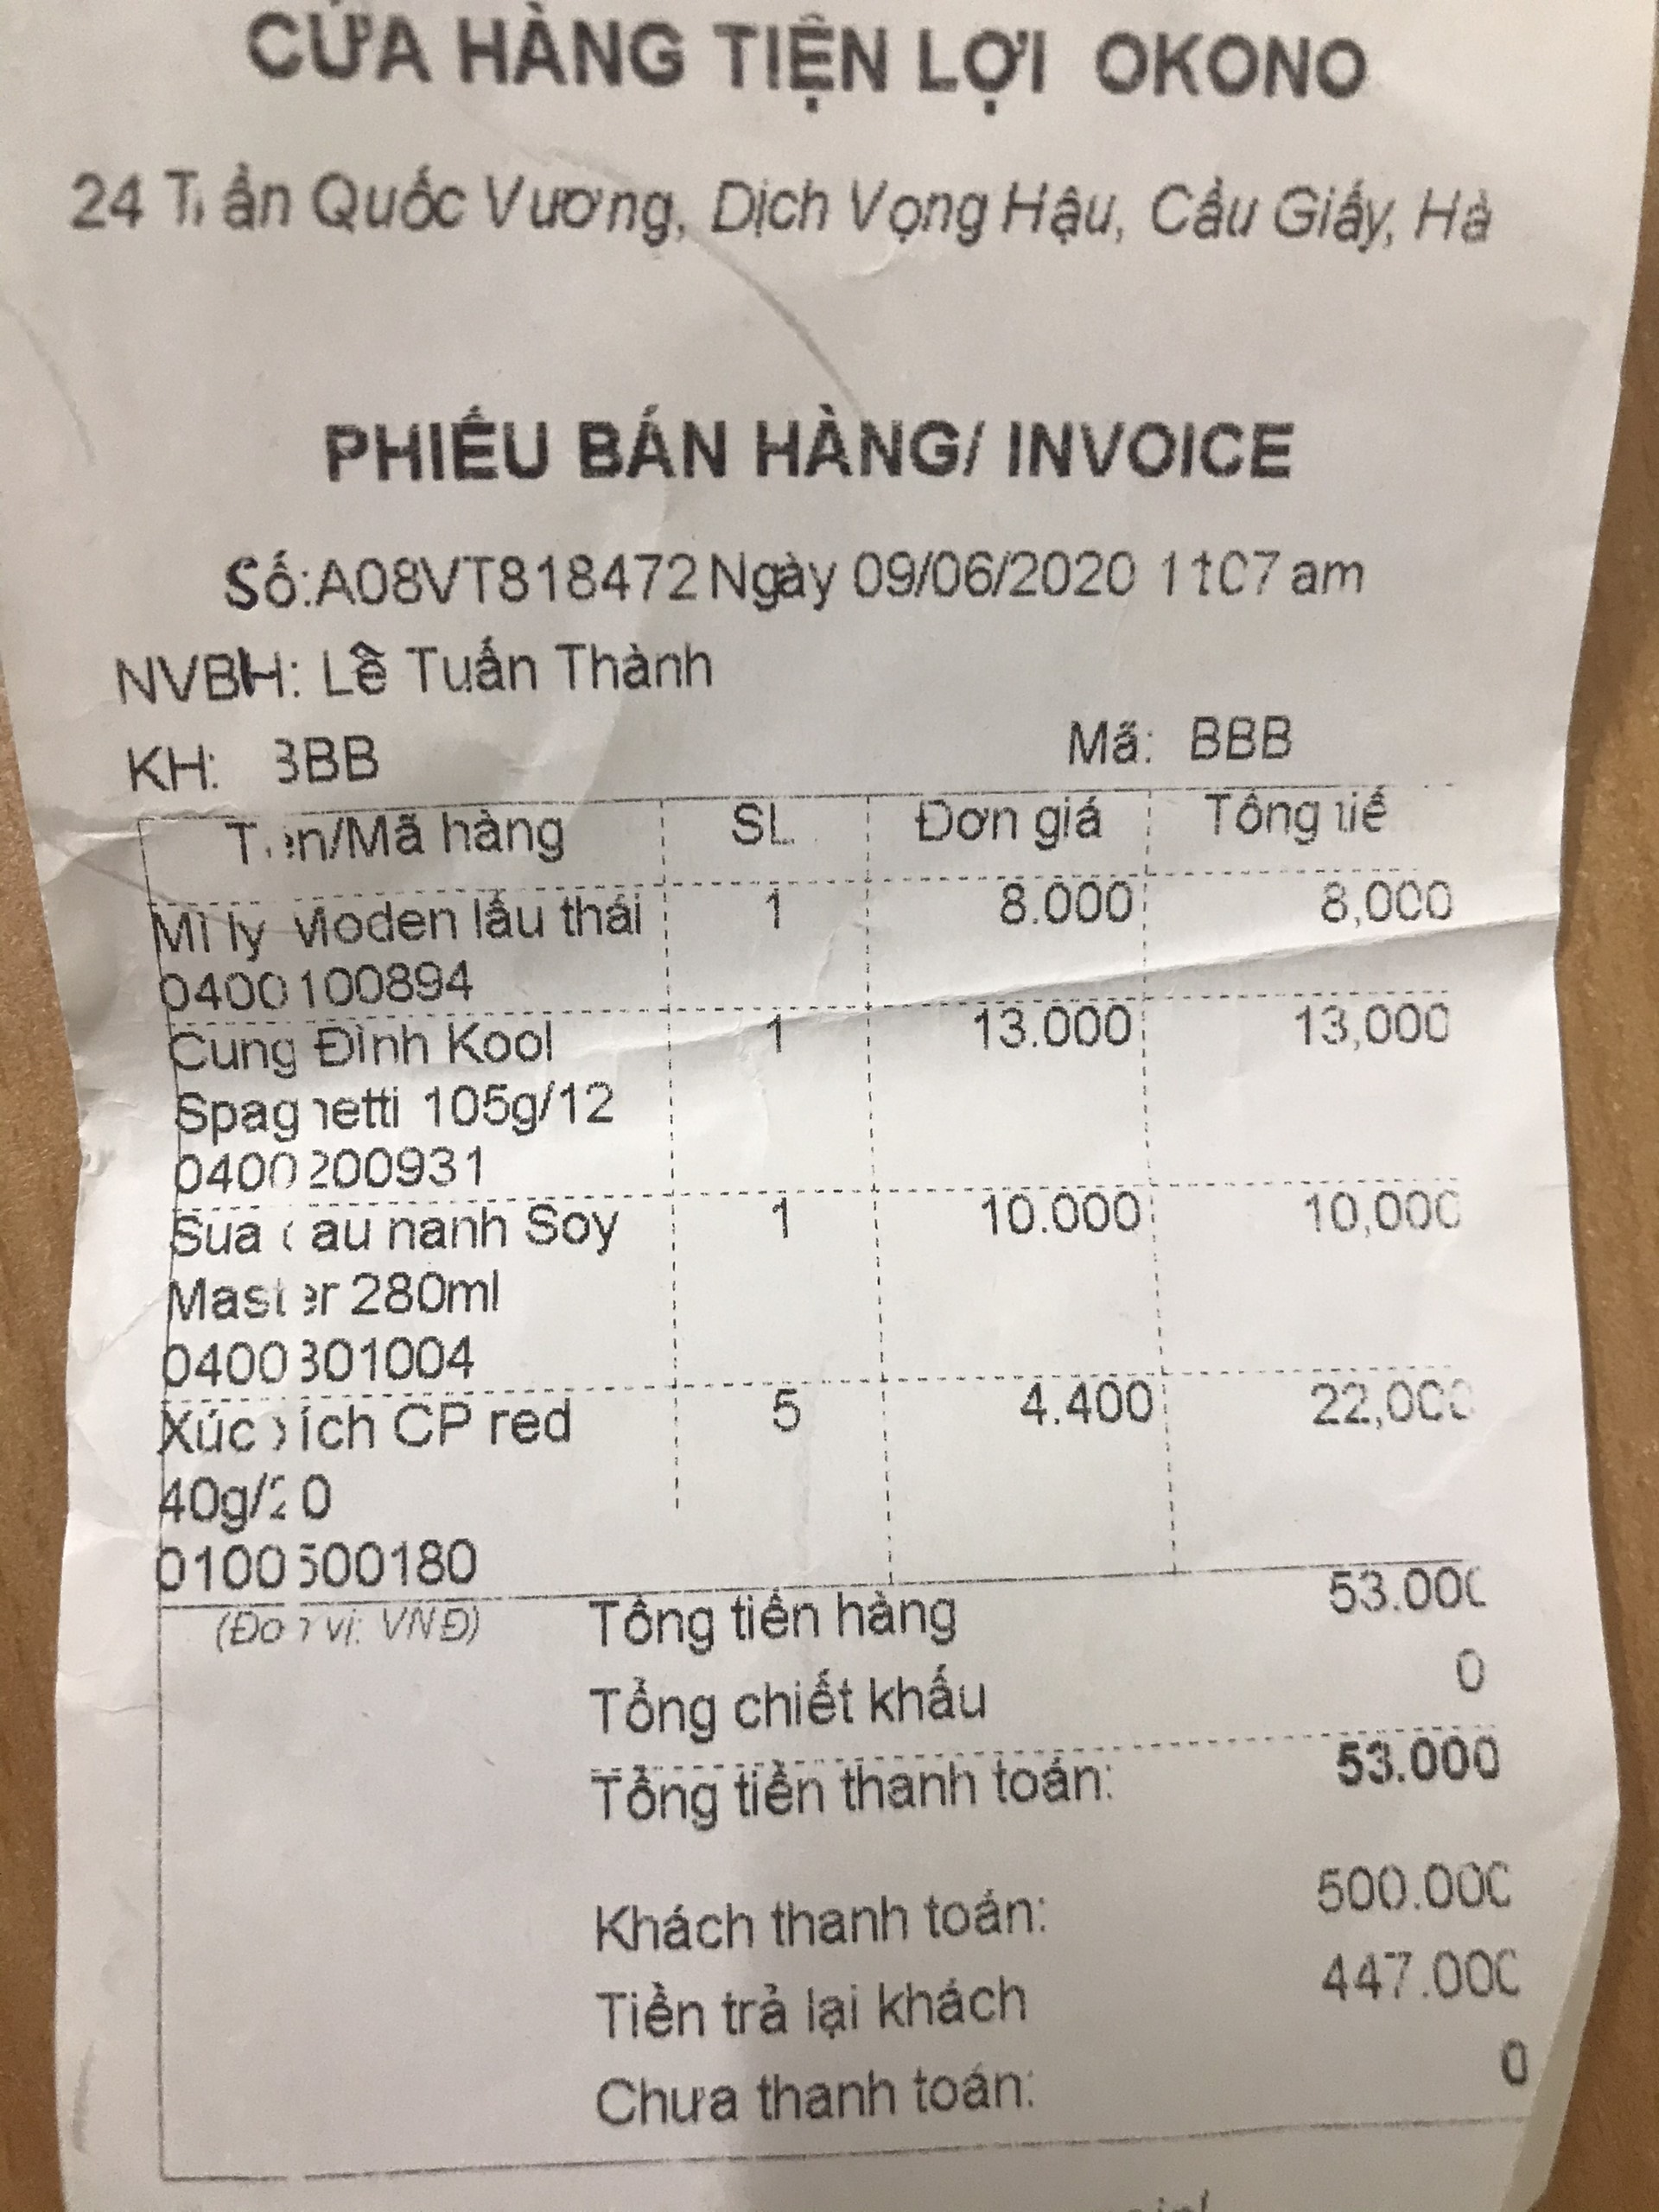 CỬA HÀNG TIỆN LỢI OKONO
24 Trần Quốc Vượng, Dịch Vọng Hậu, Cầu Giấy, Hà
PHIẾU BÁN HÀNG/ INVOICE
Số:A08VT818472 Ngày 09/06/2020 11:07 am
NVBH: Lê Tuấn Thành
KH: BBB Mã: BBB
Tên/Mã hàng SL Đơn giá Tổng tiề
Mì ly Moden lẩu thái 1 8.000 8,000
0400100894
Cung Đình Kool 1 13.000 13,000
Spaghetti 105g/12
0400200931
Sua dau nanh Soy 1 10.000 10,000
Master 280ml
0400301004
Xúc xích CP red 5 4.400 22,000
40g/20
0100500180
(Đơn vị: VNĐ) Tổng tiền hàng 53.000
Tổng chiết khấu 0
Tổng tiền thanh toán: 53.000
Khách thanh toán: 500.000
Tiền trả lại khách 447.000
Chưa thanh toán: 0